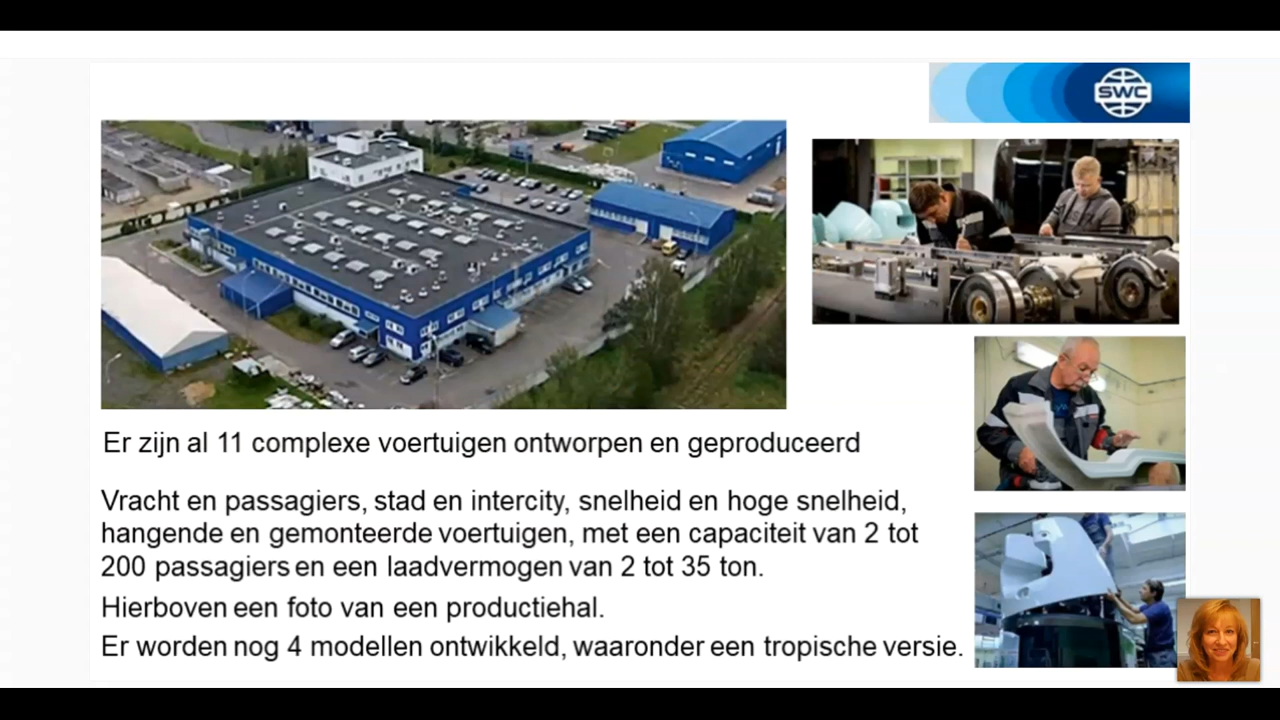 SWC
Er zijn al 11 complexe voertuigen ontworpen en geproduceerd
Vracht en passagiers, stad en intercity, snelheid en hoge snelheid,
hangende en gemonteerde voertuigen, met een capaciteit van 2 tot
200 passagiers en een laadvermogen van 2 tot 35 ton.
Hierboven een foto van een productiehal.
Er worden nog 4 modellen ontwikkeld, waaronder een tropische versie.